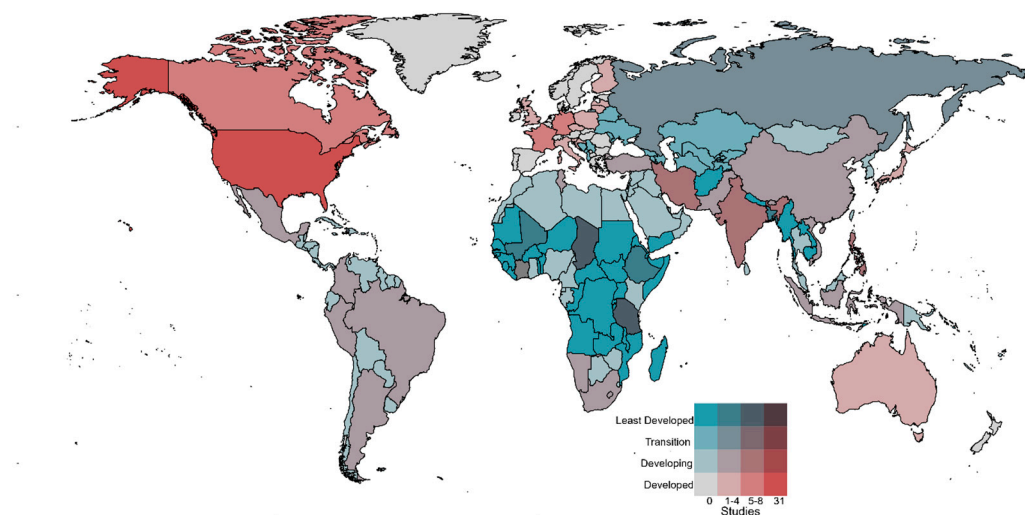 Least Developed
Transition
Developing
Developed
0 1-4 5-8 31
Studies